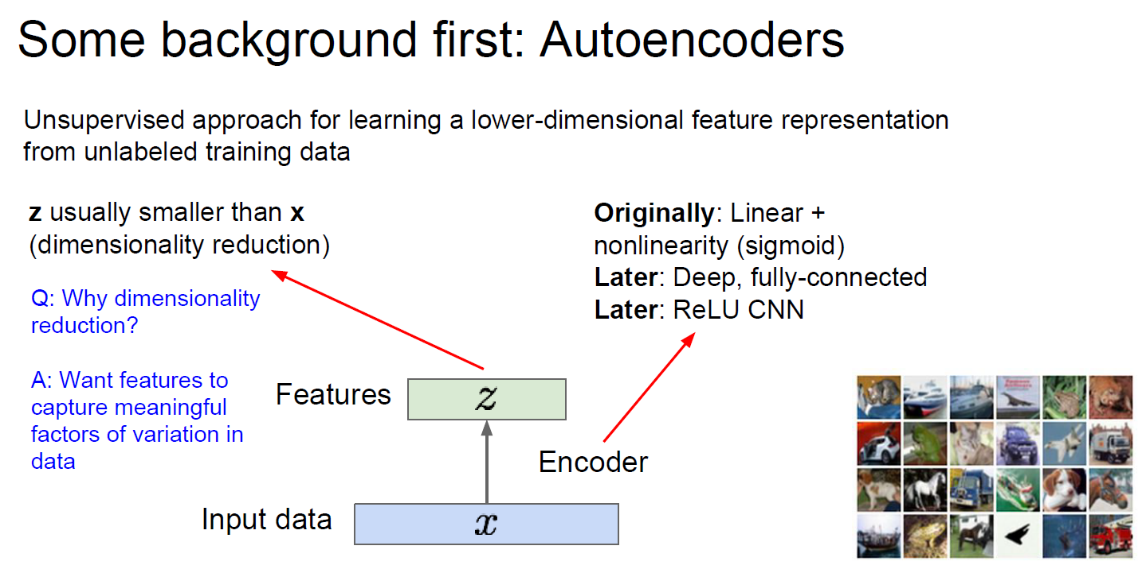 Some background first: Autoencoders
Unsupervised approach for learning a lower-dimensional feature representation
from unlabeled training data
z usually smaller than x
(dimensionality reduction)
Q: Why dimensionality
reduction?
A: Want features to
capture meaningful
factors of variation in
data
Originally: Linear +
nonlinearity (sigmoid)
Later: Deep, fully-connected
Later: ReLU CNN
Features
z
Encoder
Input data
x